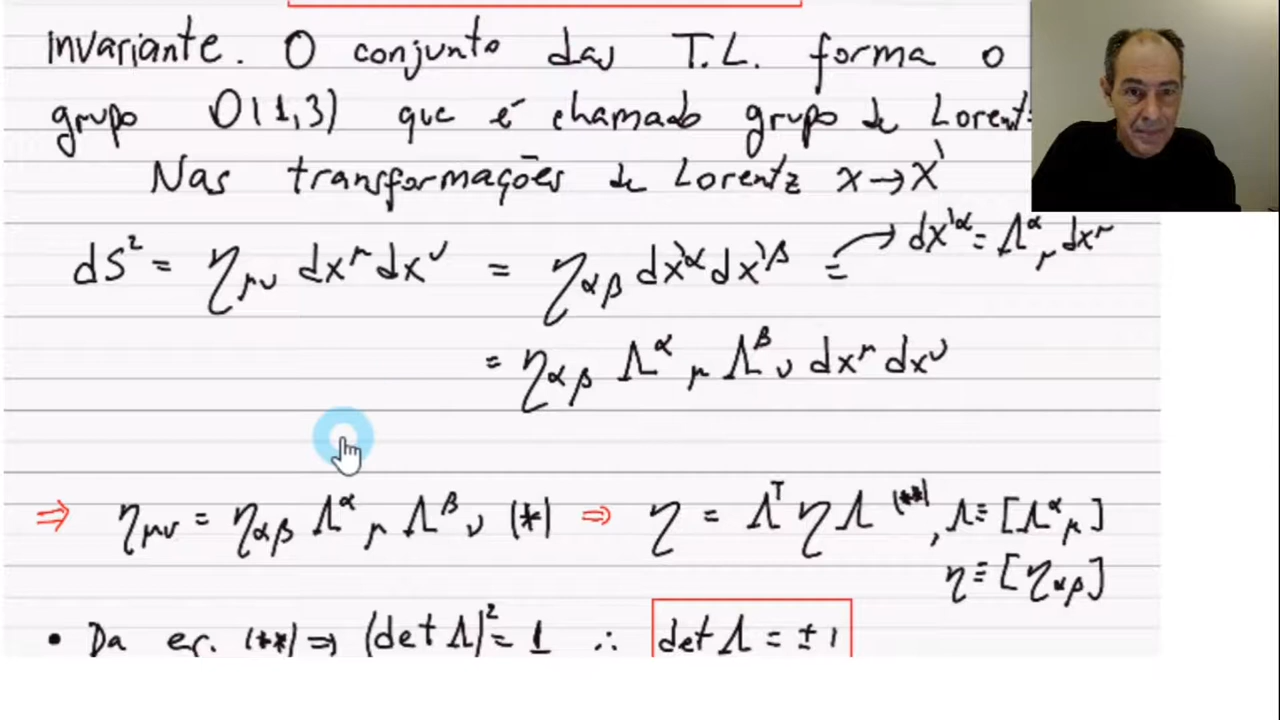 invariante. O conjunto das T.L. forma o
grupo O(1,3) que é chamado grupo de Lorentz
Nas transformações de Lorentz x → x'
dS² = η_μν dx^μ dx^ν = η_αβ dx'^α dx'^β = → dx'^α = Λ^α_μ dx^μ
= η_αβ Λ^α_μ Λ^β_ν dx^μ dx^ν
⇒ η_μν = η_αβ Λ^α_μ Λ^β_ν (*) ⇒ η = Λ^T η Λ (**), Λ ≡ [Λ^α_μ]
η ≡ [η_αβ]
• Da eq. (**) ⇒ (det Λ)² = 1 ∴ det Λ = ±1